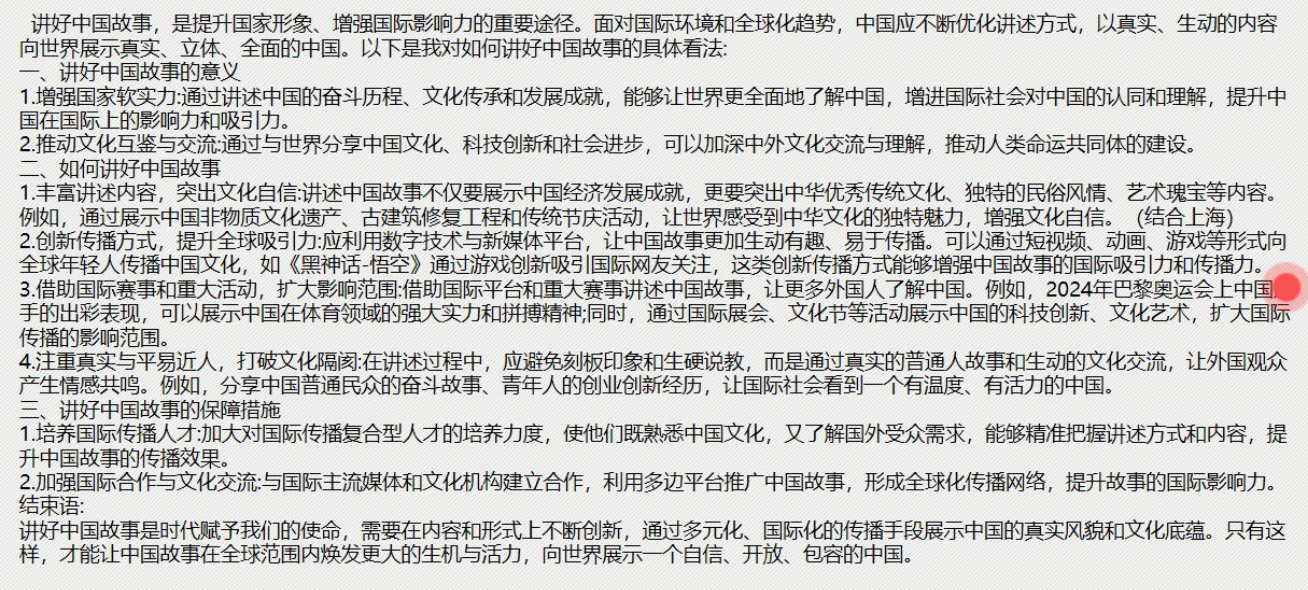 讲好中国故事，是提升国家形象、增强国际影响力的重要途径。面对国际环境和全球化趋势，中国应不断优化讲述方式，以真实、生动的内容
向世界展示真实、立体、全面的中国。以下是我对如何讲好中国故事的具体看法:
一、讲好中国故事的意义
1.增强国家软实力:通过讲述中国的奋斗历程、文化传承和发展成就，能够让世界更全面地了解中国，增进国际社会对中国的认同和理解，提升中
国在国际上的影响力和吸引力。
2.推动文化互鉴与交流:通过与世界分享中国文化、科技创新和社会进步，可以加深中外文化交流与理解，推动人类命运共同体的建设。
二、如何讲好中国故事
1.丰富讲述内容，突出文化自信:讲述中国故事不仅要展示中国经济发展成就，更要突出中华优秀传统文化、独特的民俗风情、艺术瑰宝等内容。
例如，通过展示中国非物质文化遗产、古建筑修复工程和传统节庆活动，让世界感受到中华文化的独特魅力，增强文化自信。（结合上海）
2.创新传播方式，提升全球吸引力:应利用数字技术与新媒体平台，让中国故事更加生动有趣、易于传播。可以通过短视频、动画、游戏等形式向
全球年轻人传播中国文化，如《黑神话-悟空》通过游戏创新吸引国际网友关注，这类创新传播方式能够增强中国故事的国际吸引力和传播力。
3.借助国际赛事和重大活动，扩大影响范围:借助国际平台和重大赛事讲述中国故事，让更多外国人了解中国。例如，2024年巴黎奥运会上中国
手的出彩表现，可以展示中国在体育领域的强大实力和拼搏精神;同时，通过国际展会、文化节等活动展示中国的科技创新、文化艺术，扩大国际
传播的影响范围。
4.注重真实与平易近人，打破文化隔阂:在讲述过程中，应避免刻板印象和生硬说教，而是通过真实的普通人故事和生动的文化交流，让外国观众
产生情感共鸣。例如，分享中国普通民众的奋斗故事、青年人的创业创新经历，让国际社会看到一个有温度、有活力的中国。
三、讲好中国故事的保障措施
1.培养国际传播人才:加大对国际传播复合型人才的培养力度，使他们既熟悉中国文化，又了解国外受众需求，能够精准把握讲述方式和内容，提
升中国故事的传播效果。
2.加强国际合作与文化交流:与国际主流媒体和文化机构建立合作，利用多边平台推广中国故事，形成全球化传播网络，提升故事的国际影响力。
结束语:
讲好中国故事是时代赋予我们的使命，需要在内容和形式上不断创新，通过多元化、国际化的传播手段展示中国的真实风貌和文化底蕴。只有这
样，才能让中国故事在全球范围内焕发更大的生机与活力，向世界展示一个自信、开放、包容的中国。